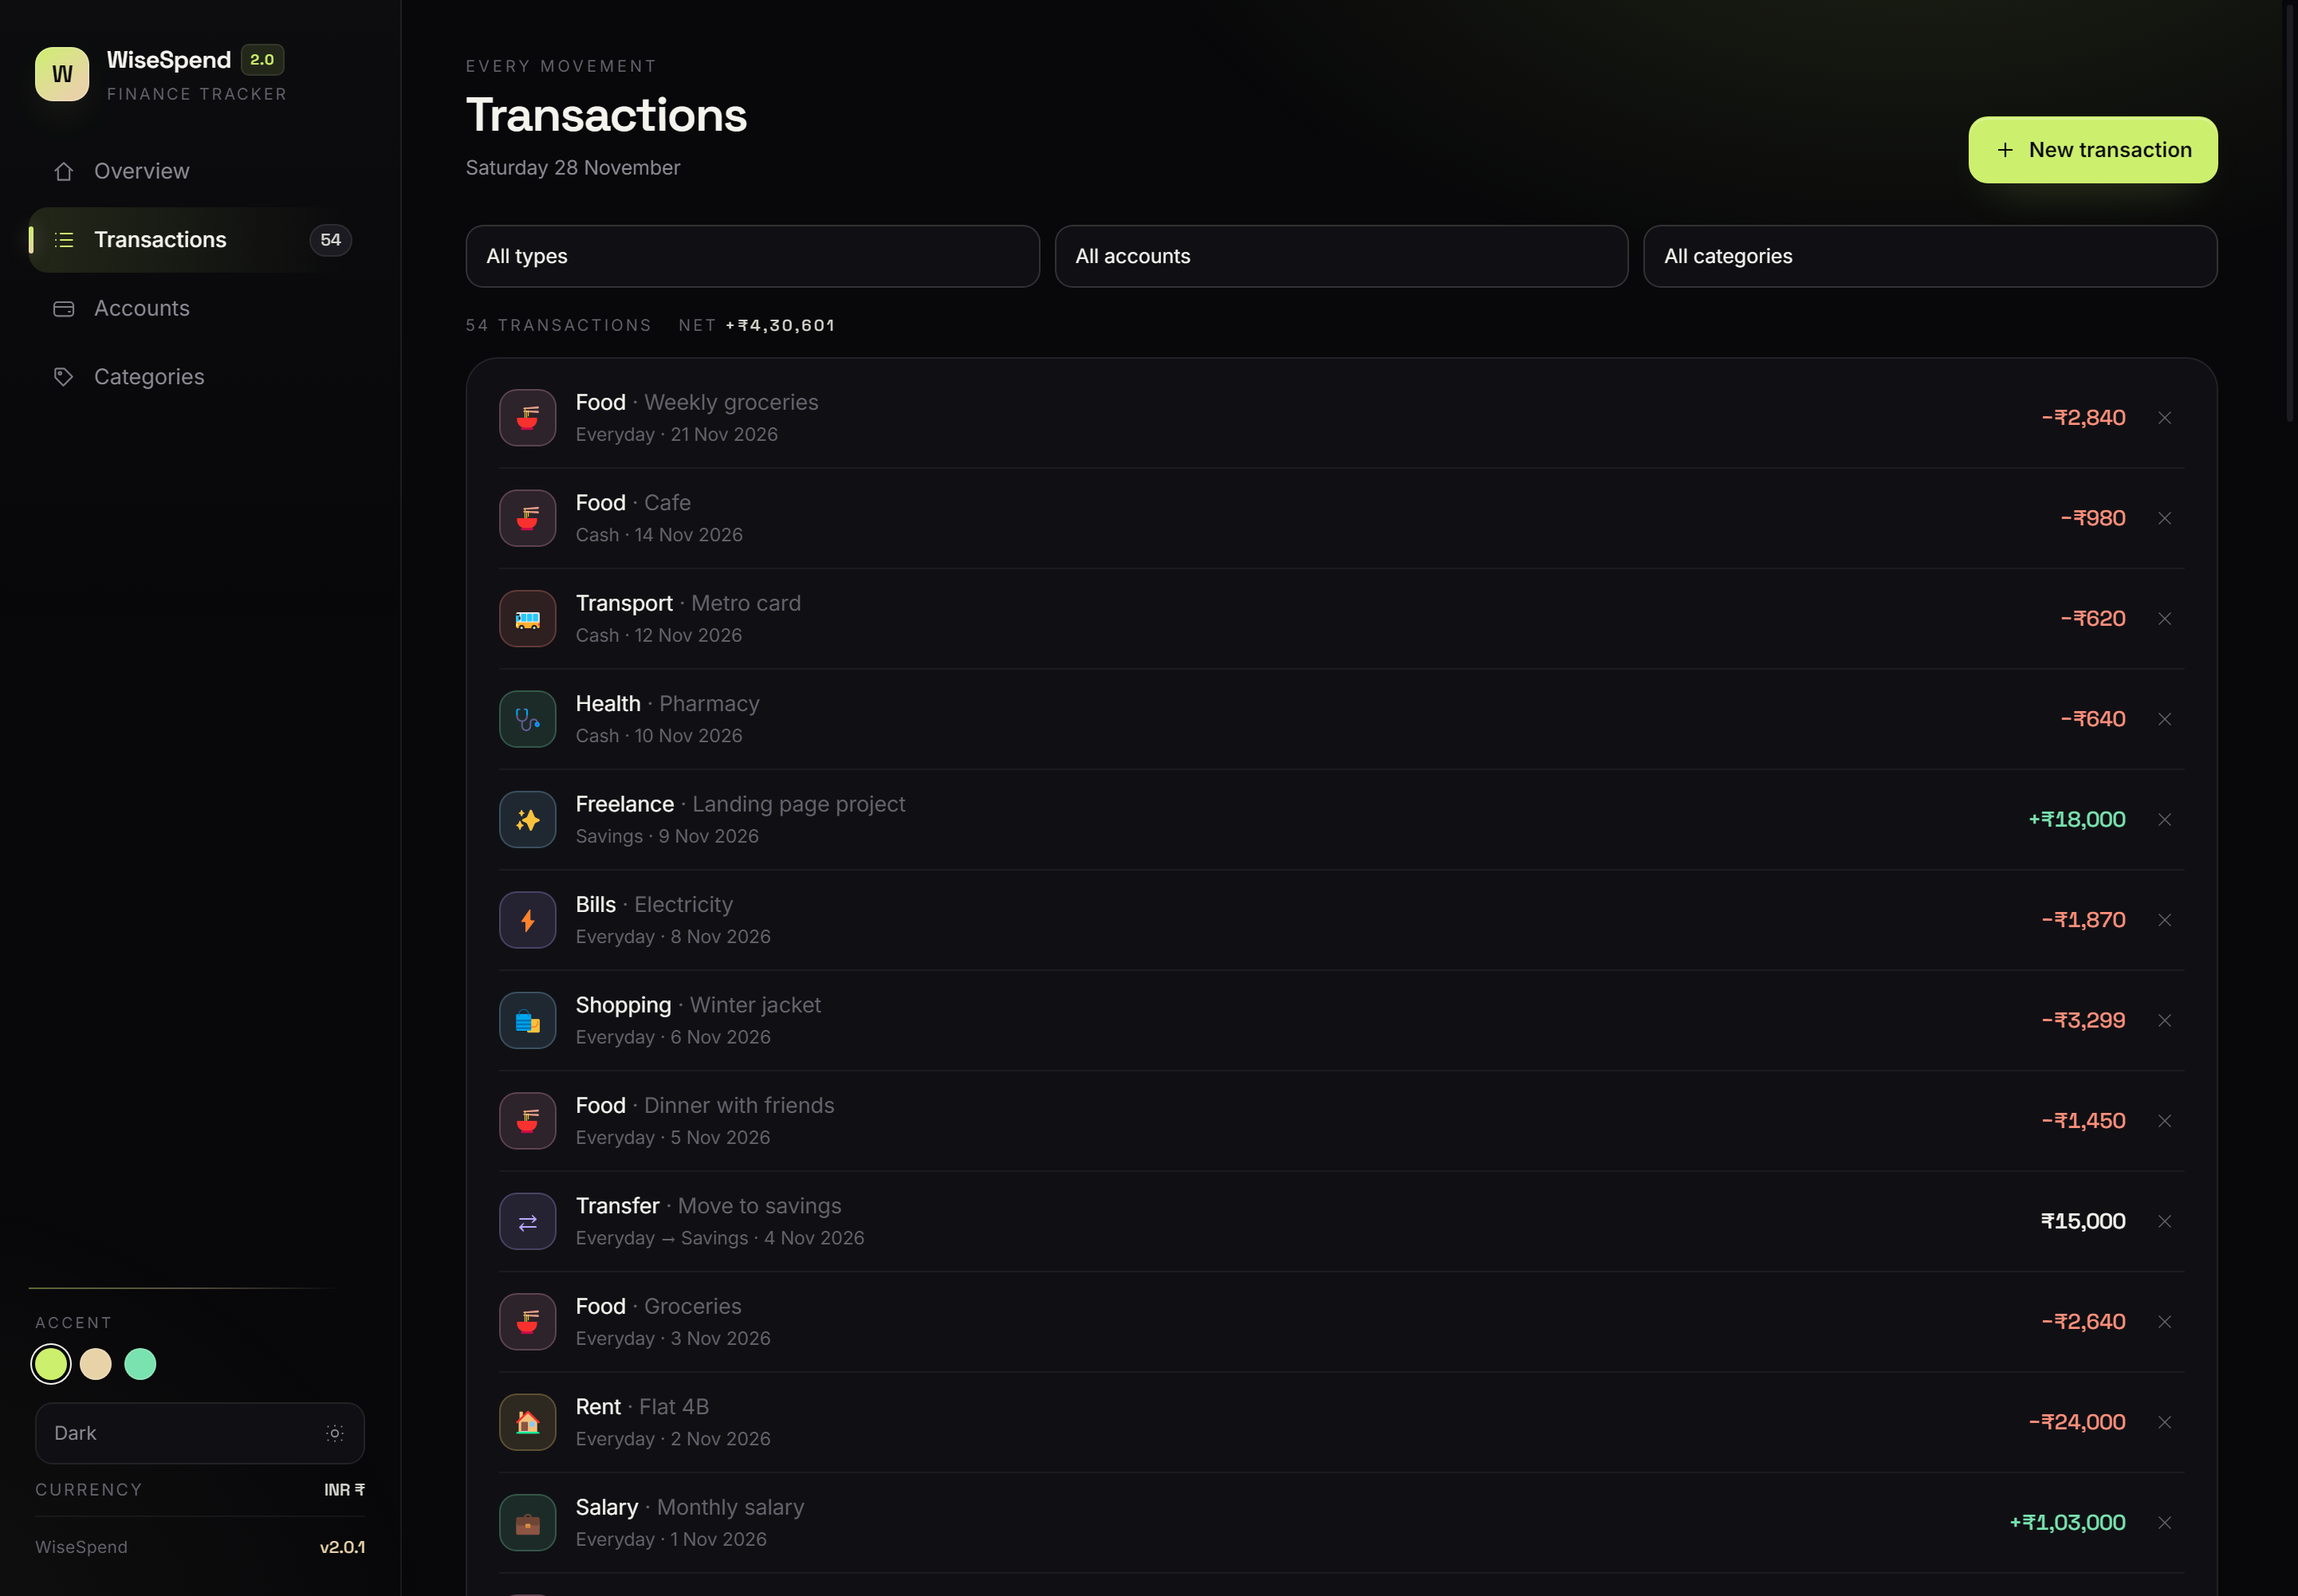 W
WiseSpend 2.0
FINANCE TRACKER
Overview
Transactions 54
Accounts
Categories
ACCENT
Dark
CURRENCY INR ₹
WiseSpend v2.0.1
EVERY MOVEMENT
Transactions
Saturday 28 November
+ New transaction
All types
All accounts
All categories
54 TRANSACTIONS NET +₹4,30,601
Food · Weekly groceries
Everyday · 21 Nov 2026
−₹2,840
Food · Cafe
Cash · 14 Nov 2026
−₹980
Transport · Metro card
Cash · 12 Nov 2026
−₹620
Health · Pharmacy
Cash · 10 Nov 2026
−₹640
Freelance · Landing page project
Savings · 9 Nov 2026
+₹18,000
Bills · Electricity
Everyday · 8 Nov 2026
−₹1,870
Shopping · Winter jacket
Everyday · 6 Nov 2026
−₹3,299
Food · Dinner with friends
Everyday · 5 Nov 2026
−₹1,450
Transfer · Move to savings
Everyday → Savings · 4 Nov 2026
₹15,000
Food · Groceries
Everyday · 3 Nov 2026
−₹2,640
Rent · Flat 4B
Everyday · 2 Nov 2026
−₹24,000
Salary · Monthly salary
Everyday · 1 Nov 2026
+₹1,03,000